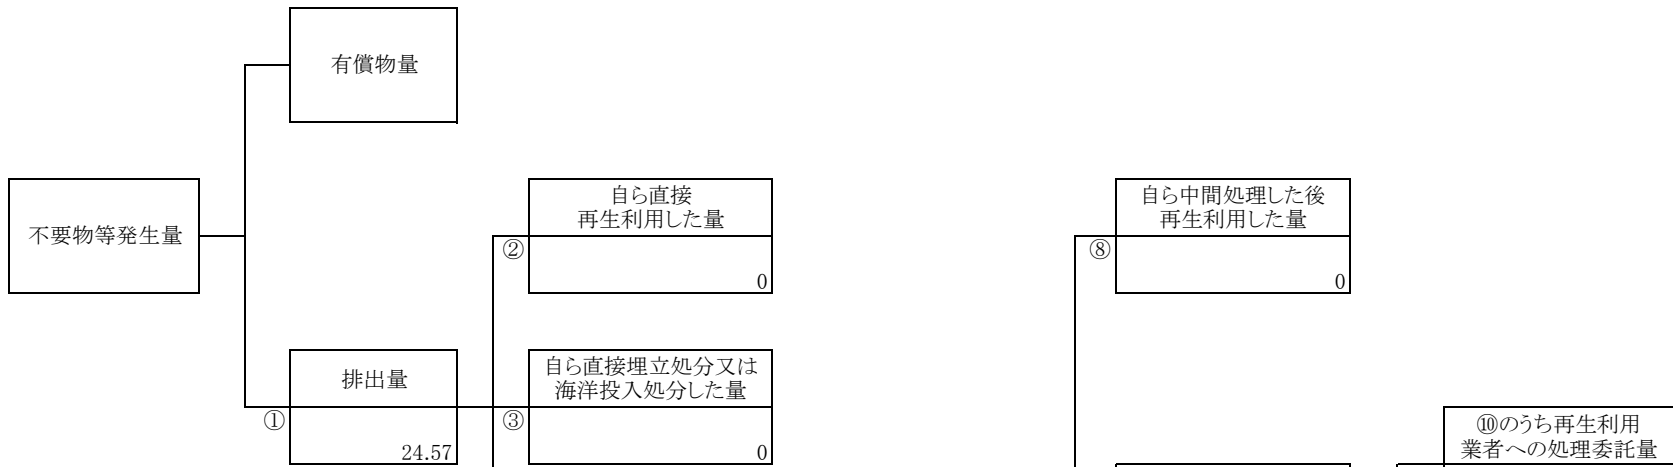 有償物量
不要物等発生量
自ら直接
再生利用した量
②
0
自ら中間処理した後
再生利用した量
⑧
0
排出量
①
24.57
自ら直接埋立処分又は
海洋投入処分した量
③
0
⑩のうち再生利用
業者への処理委託量